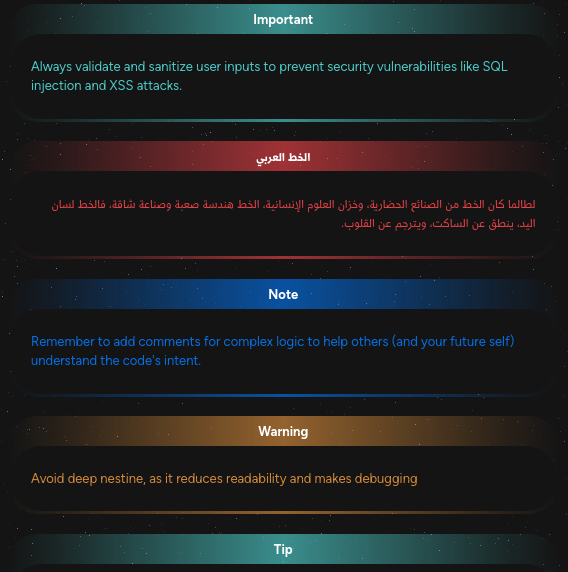 Important
Always validate and sanitize user inputs to prevent security vulnerabilities like SQL
injection and XSS attacks.
الخط العربي
لطالما كان الخط من الصنائع الحضارية، وخزان العلوم الإنسانية، الخط هندسة صعبة وصناعة شاقة، فالخط لسان
اليد، ينطق عن الساكت، ويترجم عن القلوب.
Note
Remember to add comments for complex logic to help others (and your future self)
understand the code's intent.
Warning
Avoid deep nestine, as it reduces readability and makes debugging
Tip